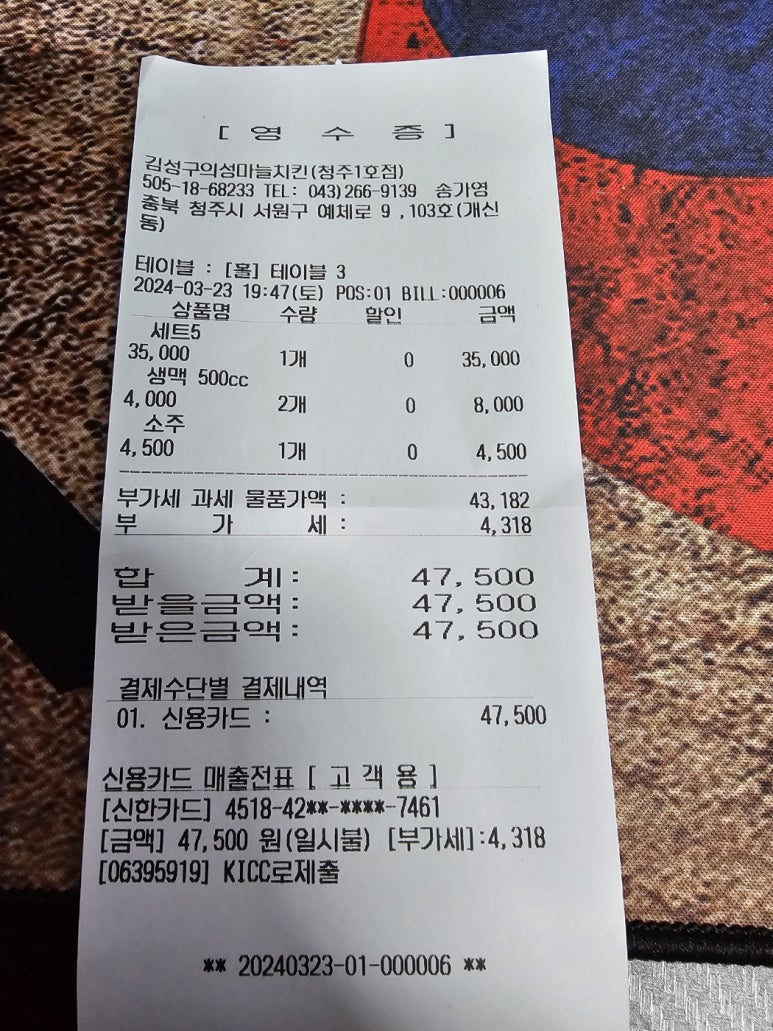 [ 영 수 증 ]
김성구의성마늘치킨(청주1호점)
505-18-68233 TEL: 043)266-9139 송가영
충북 청주시 서원구 예체로 9 ,103호(개신
동)
테이블 : [홀] 테이블 3
2024-03-23 19:47(토) POS:01 BILL:000006
상품명 수량 할인 금액
세트5
35,000 1개 0 35,000
생맥 500cc
4,000 2개 0 8,000
소주
4,500 1개 0 4,500
부가세 과세 물품가액 : 43,182
부 가 세 : 4,318
합 계: 47,500
받을금액: 47,500
받은금액: 47,500
결제수단별 결제내역
01. 신용카드 : 47,500
신용카드 매출전표 [ 고 객 용 ]
[신한카드] 4518-42**-****-7461
[금액] 47,500 원(일시불) [부가세]:4,318
[06395919] KICC로제출
** 20240323-01-000006 **